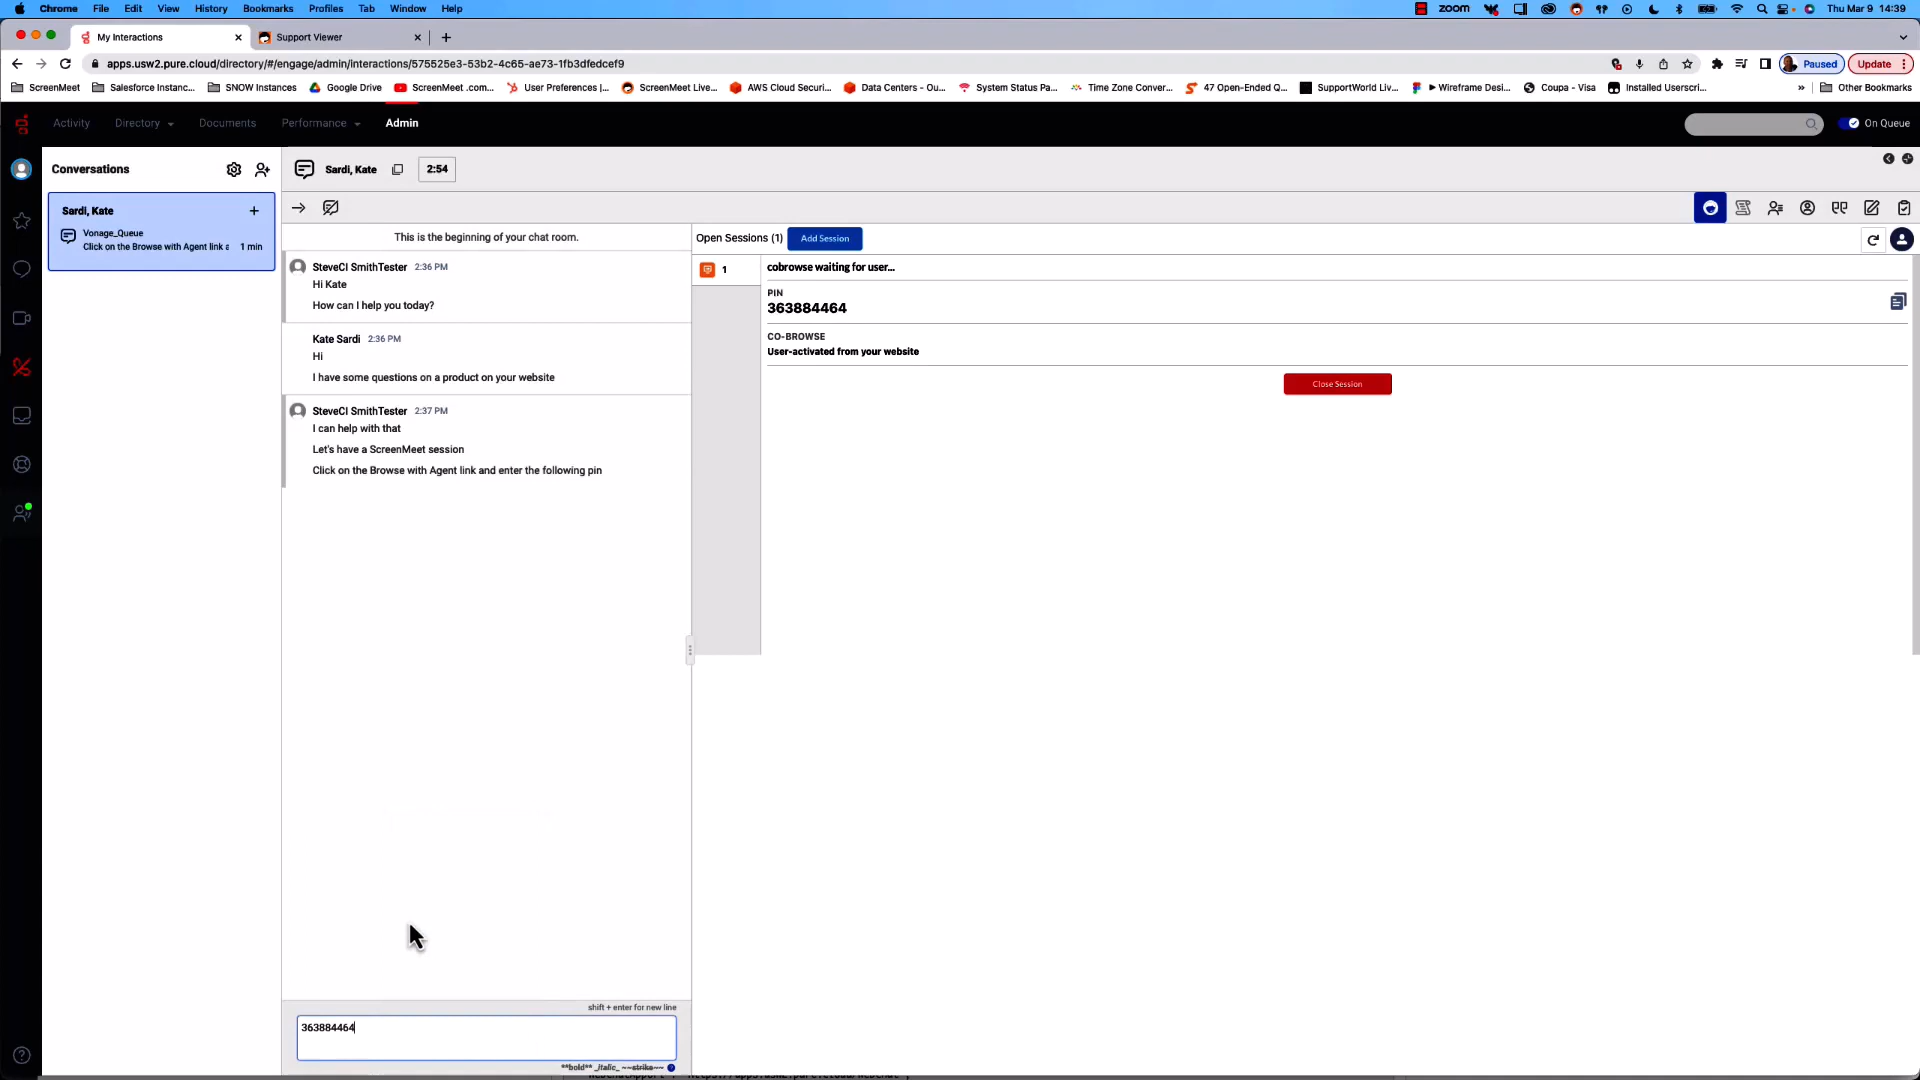 Chrome File Edit View History Bookmarks Profiles Tab Window Help zoom Thu Mar 9 14:39
My Interactions Support Viewer
apps.usw2.pure.cloud/directory/#/engage/admin/interactions/575525e3-53b2-4c65-ae73-1fb3dfedcef9 Paused Update
ScreenMeet Salesforce Instanc... SNOW Instances Google Drive ScreenMeet .com... User Preferences |... ScreenMeet Live... AWS Cloud Securi... Data Centers - Ou... System Status Pa... Time Zone Conver... 47 Open-Ended Q... SupportWorld Liv... Wireframe Desi... Coupa - Visa Installed Userscri... » Other Bookmarks
Activity Directory Documents Performance Admin On Queue
Conversations
Sardi, Kate 2:54
Sardi, Kate
Vonage_Queue
Click on the Browse with Agent link a 1 min
This is the beginning of your chat room.
SteveCI SmithTester 2:36 PM
Hi Kate
How can I help you today?
Kate Sardi 2:36 PM
Hi
I have some questions on a product on your website
SteveCI SmithTester 2:37 PM
I can help with that
Let's have a ScreenMeet session
Click on the Browse with Agent link and enter the following pin
shift + enter for new line
363884464
**bold** _italic_ ~~strike~~
Open Sessions (1) Add Session
1
cobrowse waiting for user...
PIN
363884464
CO-BROWSE
User-activated from your website
Close Session